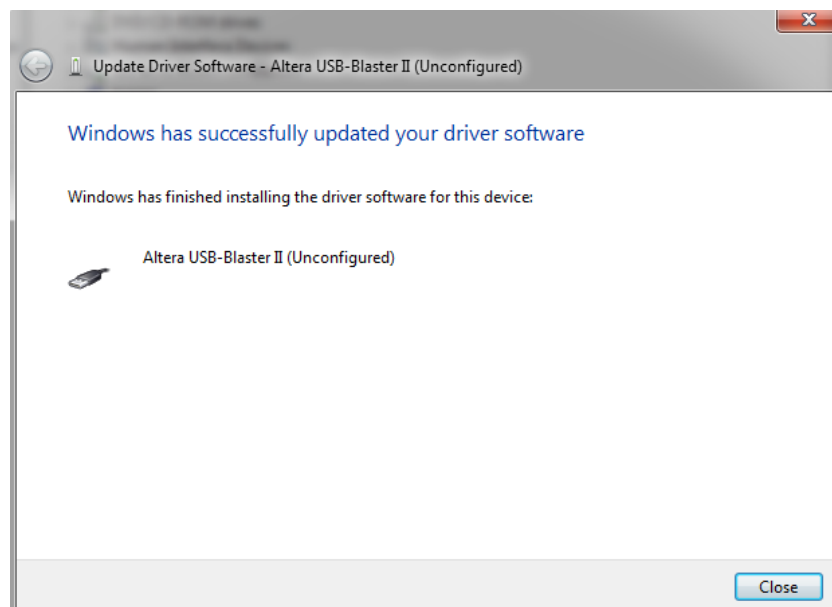 Update Driver Software - Altera USB-Blaster II (Unconfigured)
Windows has successfully updated your driver software
Windows has finished installing the driver software for this device:
Altera USB-Blaster II (Unconfigured)
Close